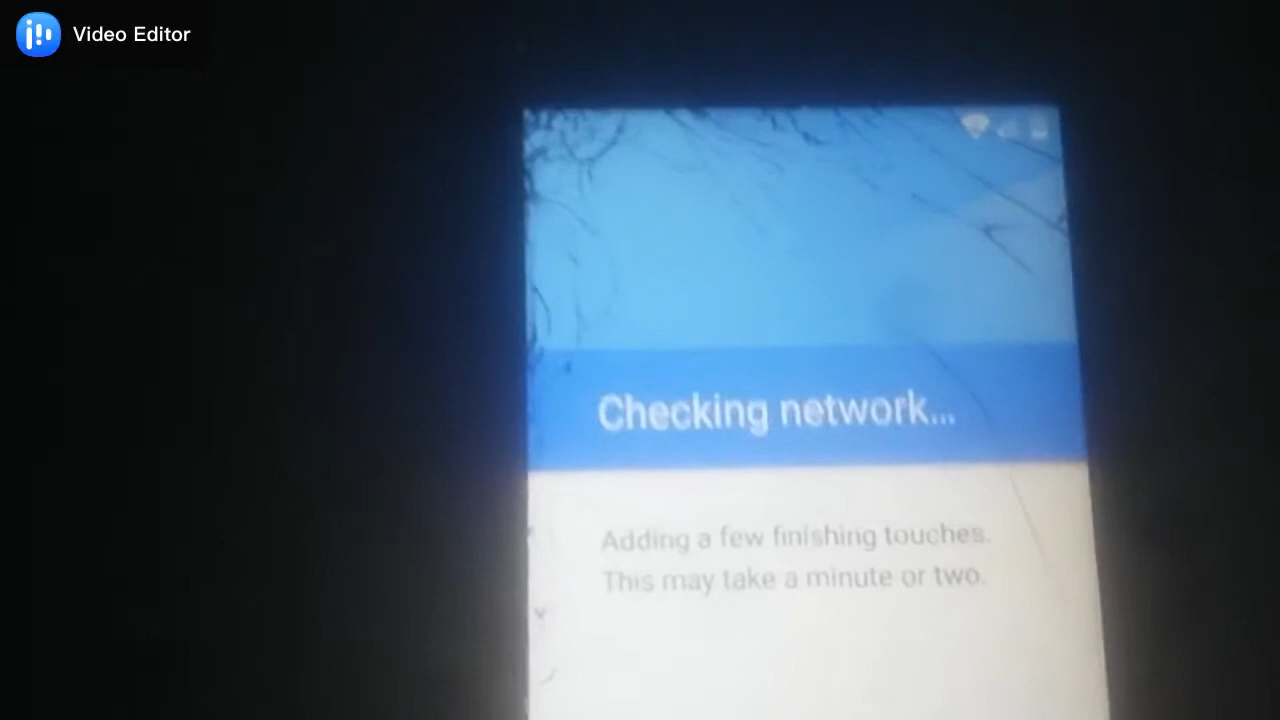 Video Editor
Checking network...
Adding a few finishing touches.
This may take a minute or two.